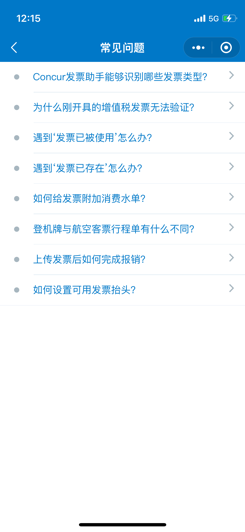 12:15
5G
常见问题
Concur发票助手能够识别哪些发票类型?
为什么刚开具的增值税发票无法验证?
遇到‘发票已被使用’怎么办?
遇到‘发票已存在’怎么办?
如何给发票附加消费水单?
登机牌与航空客票行程单有什么不同?
上传发票后如何完成报销?
如何设置可用发票抬头?